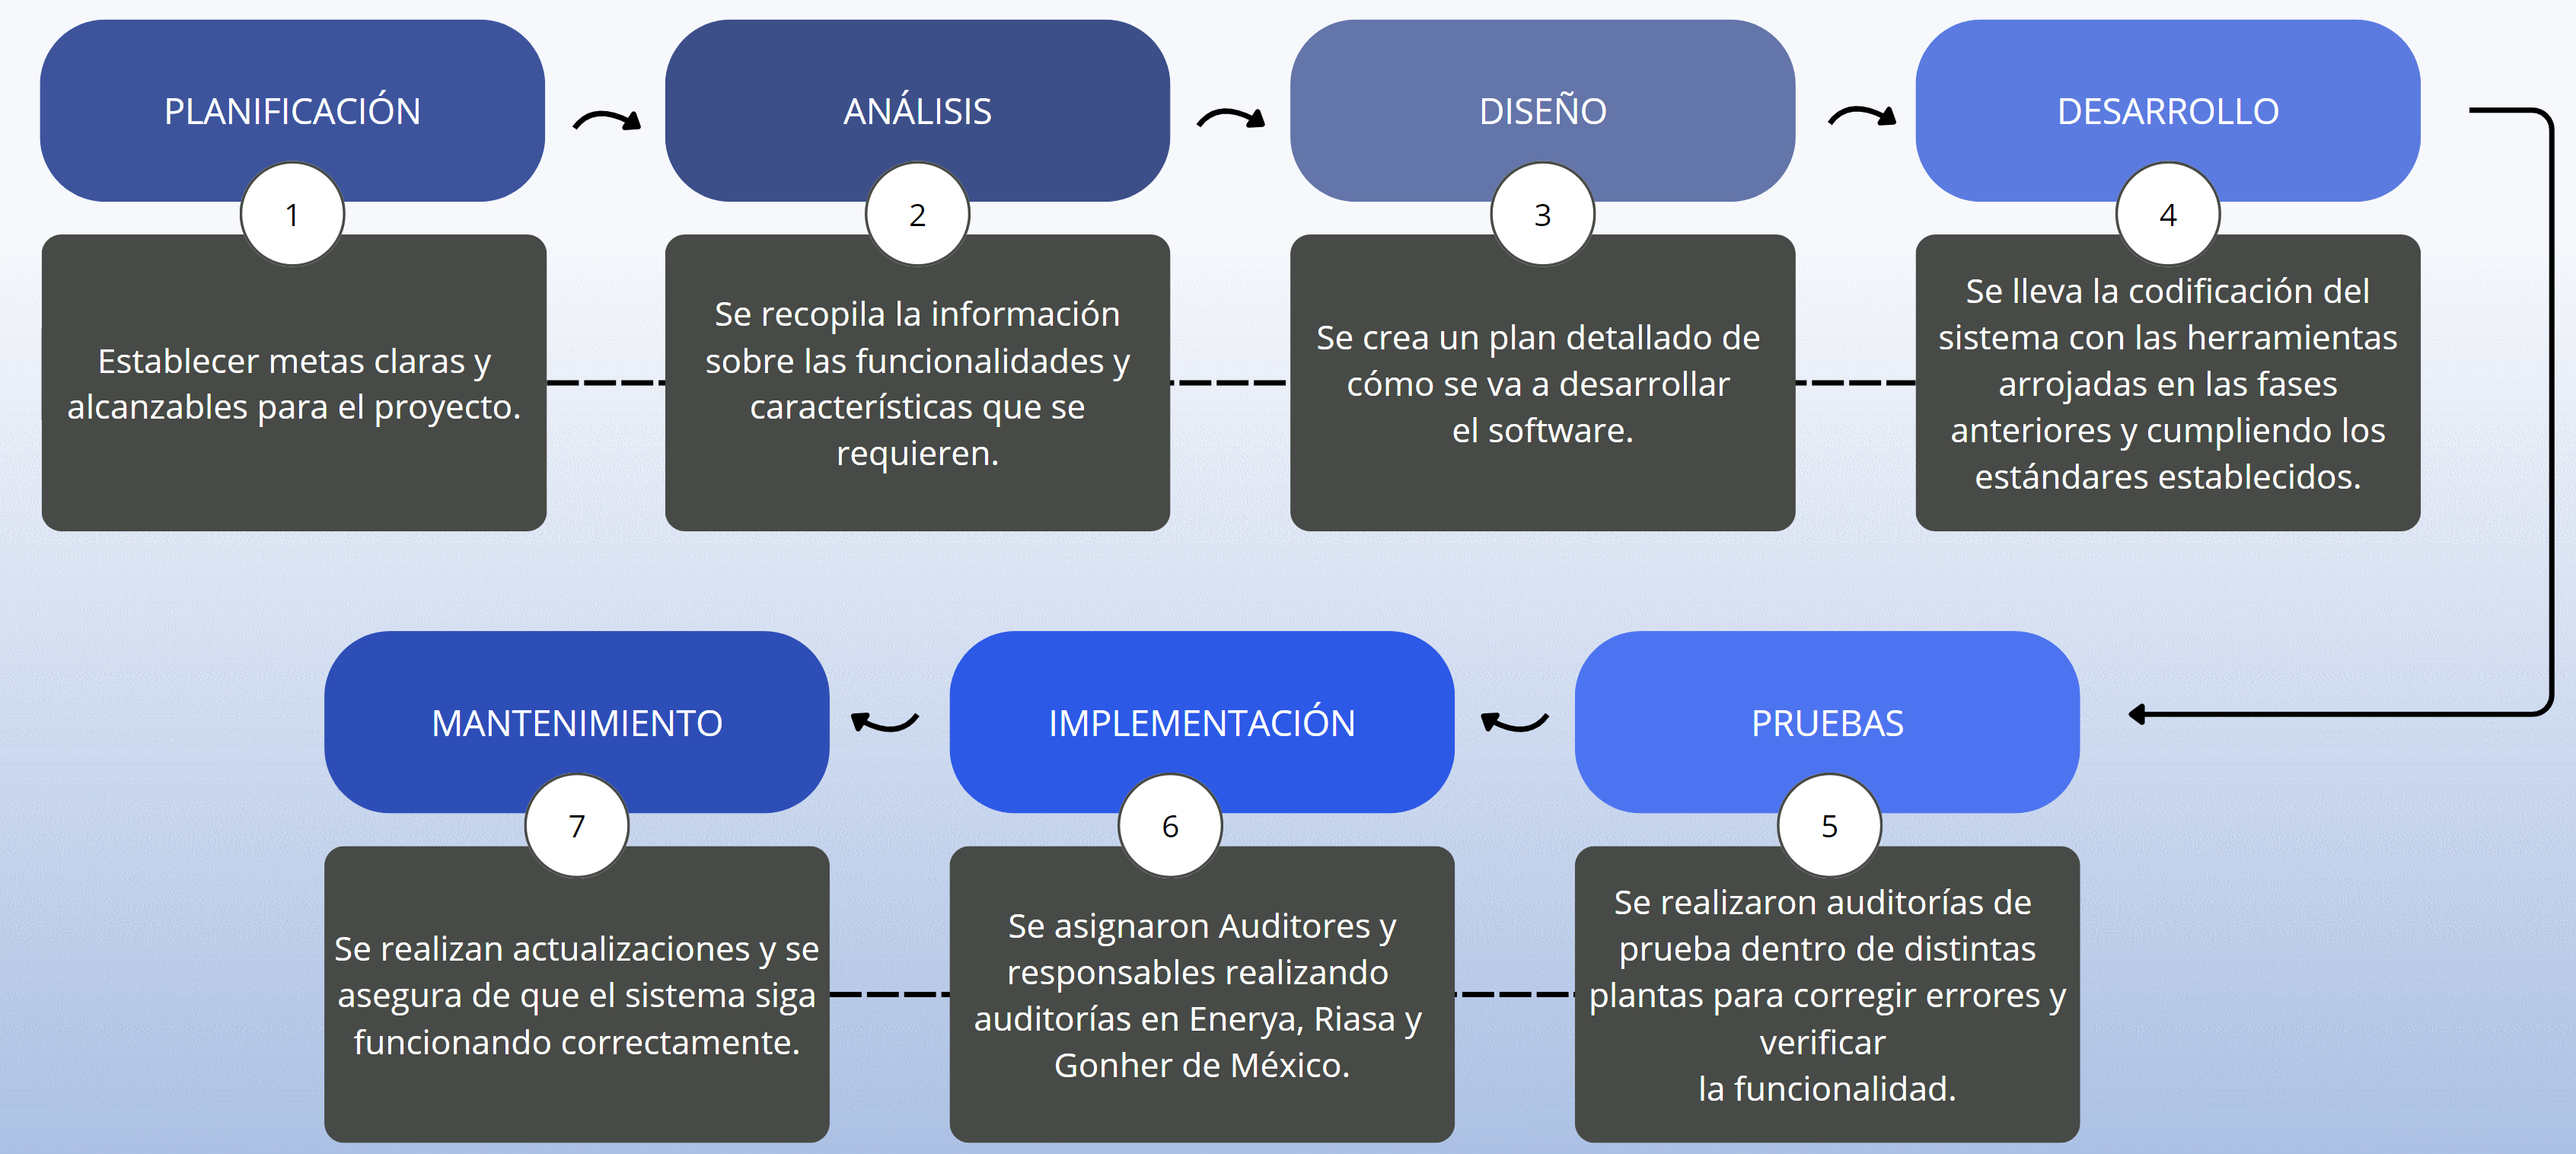 PLANIFICACIÓN
1
Establecer metas claras y
alcanzables para el proyecto.
ANÁLISIS
2
Se recopila la información
sobre las funcionalidades y
características que se
requieren.
DISEÑO
3
Se crea un plan detallado de
cómo se va a desarrollar
el software.
DESARROLLO
4
Se lleva la codificación del
sistema con las herramientas
arrojadas en las fases
anteriores y cumpliendo los
estándares establecidos.
PRUEBAS
5
Se realizaron auditorías de
prueba dentro de distintas
plantas para corregir errores y
verificar
la funcionalidad.
IMPLEMENTACIÓN
6
Se asignaron Auditores y
responsables realizando
auditorías en Enerya, Riasa y
Gonher de México.
MANTENIMIENTO
7
Se realizan actualizaciones y se
asegura de que el sistema siga
funcionando correctamente.